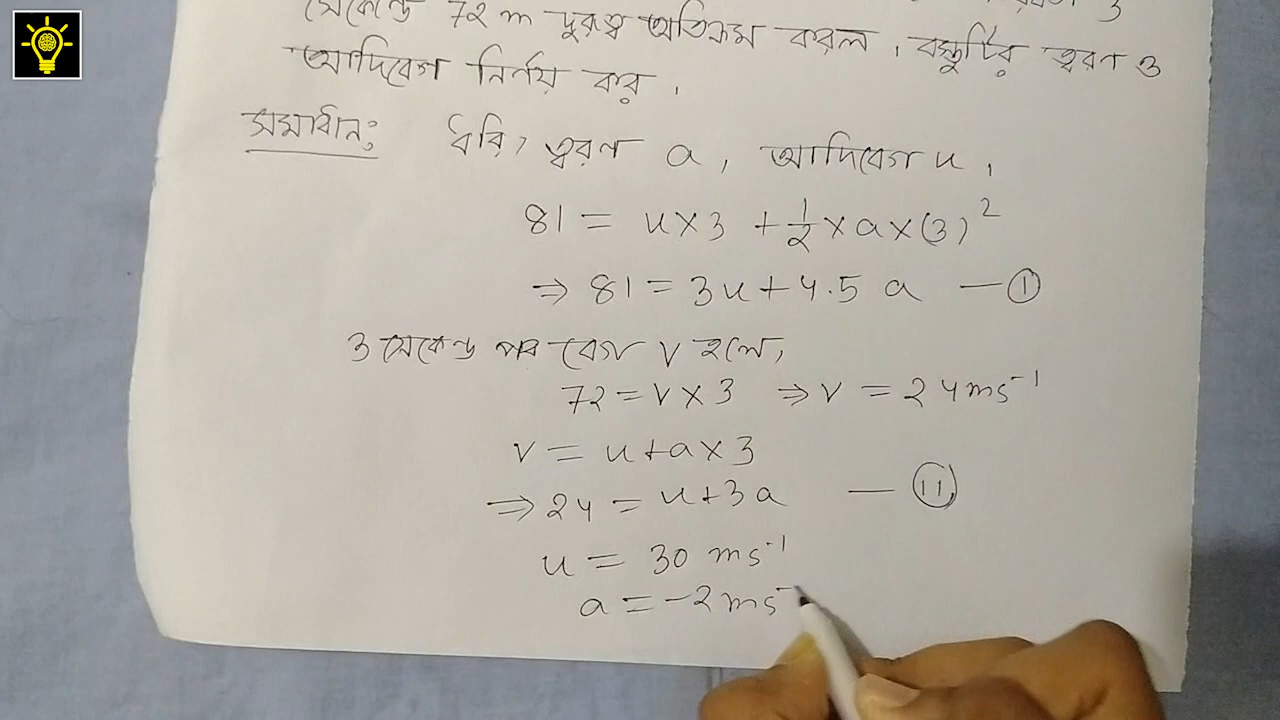 সেকেন্ডে 72 m দুরত্ব অতিক্রম করল। বস্তুটির ত্বরণ ও
আদিবেগ নির্ণয় কর।
সমাধান: ধরি, ত্বরণ a, আদিবেগ u,
81 = u×3 + 1/2 ×a×(3)²
⇒ 81 = 3u + 4.5 a — (i)
3 সেকেন্ড পর বেগ v হলে,
72 = v×3 ⇒ v = 24 ms⁻¹
v = u+a×3
⇒ 24 = u+3a — (ii)
u = 30 ms⁻¹
a = -2 ms⁻